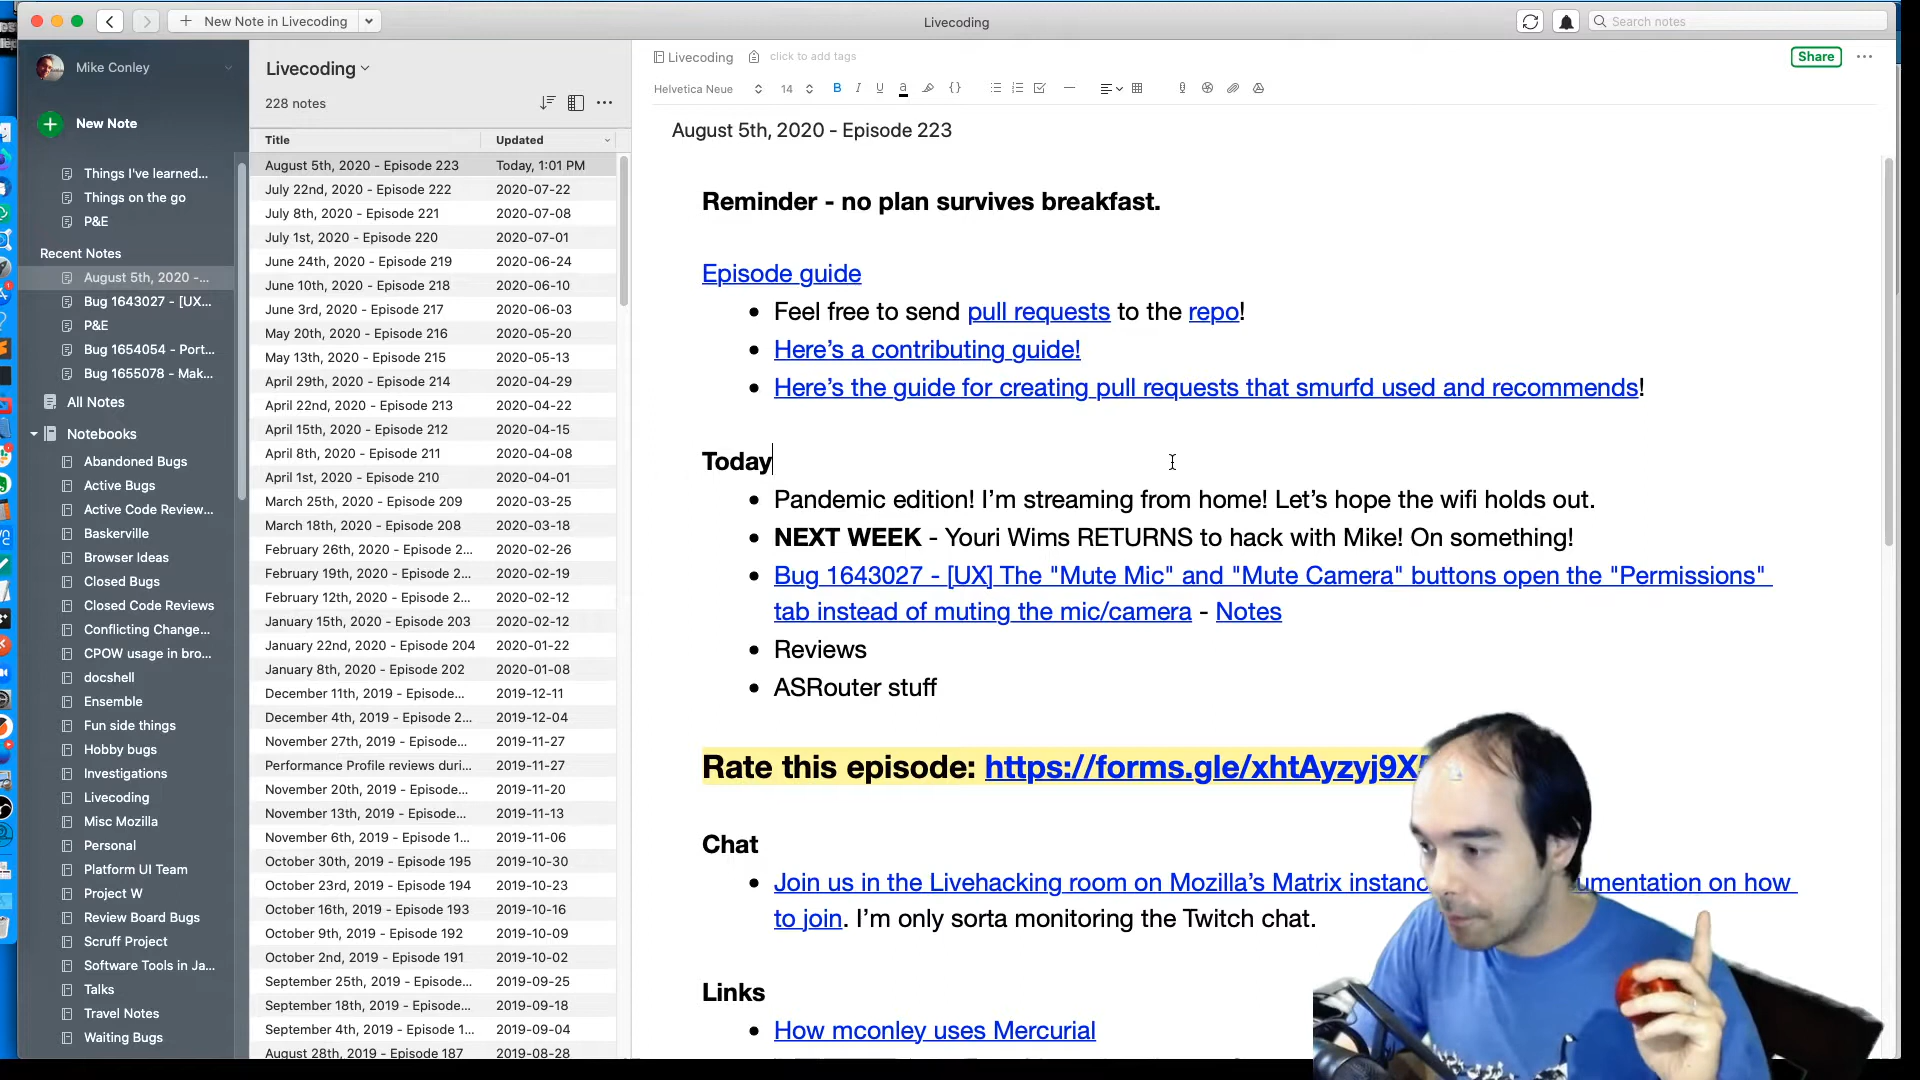 New Note in Livecoding
Livecoding
Search notes
Mike Conley
New Note
Things I've learned...
Things on the go
P&E
Recent Notes
August 5th, 2020 -...
Bug 1643027 - [UX...
P&E
Bug 1654054 - Port...
Bug 1655078 - Mak...
All Notes
Notebooks
Abandoned Bugs
Active Bugs
Active Code Review...
Baskerville
Browser Ideas
Closed Bugs
Closed Code Reviews
Conflicting Change...
CPOW usage in bro...
docshell
Ensemble
Fun side things
Hobby bugs
Investigations
Livecoding
Misc Mozilla
Personal
Platform UI Team
Project W
Review Board Bugs
Scruff Project
Software Tools in Ja...
Talks
Travel Notes
Waiting Bugs
Livecoding
228 notes
Title Updated
August 5th, 2020 - Episode 223 Today, 1:01 PM
July 22nd, 2020 - Episode 222 2020-07-22
July 8th, 2020 - Episode 221 2020-07-08
July 1st, 2020 - Episode 220 2020-07-01
June 24th, 2020 - Episode 219 2020-06-24
June 10th, 2020 - Episode 218 2020-06-10
June 3rd, 2020 - Episode 217 2020-06-03
May 20th, 2020 - Episode 216 2020-05-20
May 13th, 2020 - Episode 215 2020-05-13
April 29th, 2020 - Episode 214 2020-04-29
April 22nd, 2020 - Episode 213 2020-04-22
April 15th, 2020 - Episode 212 2020-04-15
April 8th, 2020 - Episode 211 2020-04-08
April 1st, 2020 - Episode 210 2020-04-01
March 25th, 2020 - Episode 209 2020-03-25
March 18th, 2020 - Episode 208 2020-03-18
February 26th, 2020 - Episode 2... 2020-02-26
February 19th, 2020 - Episode 2... 2020-02-19
February 12th, 2020 - Episode 2... 2020-02-12
January 15th, 2020 - Episode 203 2020-02-12
January 22nd, 2020 - Episode 204 2020-01-22
January 8th, 2020 - Episode 202 2020-01-08
December 11th, 2019 - Episode... 2019-12-11
December 4th, 2019 - Episode 2... 2019-12-04
November 27th, 2019 - Episode... 2019-11-27
Performance Profile reviews duri... 2019-11-27
November 20th, 2019 - Episode... 2019-11-20
November 13th, 2019 - Episode... 2019-11-13
November 6th, 2019 - Episode 1... 2019-11-06
October 30th, 2019 - Episode 195 2019-10-30
October 23rd, 2019 - Episode 194 2019-10-23
October 16th, 2019 - Episode 193 2019-10-16
October 9th, 2019 - Episode 192 2019-10-09
October 2nd, 2019 - Episode 191 2019-10-02
September 25th, 2019 - Episode... 2019-09-25
September 18th, 2019 - Episode... 2019-09-18
September 4th, 2019 - Episode 1... 2019-09-04
August 28th, 2019 - Episode 187 2019-08-28
Livecoding click to add tags
Share
Helvetica Neue 14 B I U a {}
August 5th, 2020 - Episode 223
Reminder - no plan survives breakfast.
Episode guide
• Feel free to send pull requests to the repo!
• Here’s a contributing guide!
• Here’s the guide for creating pull requests that smurfd used and recommends!
Today
• Pandemic edition! I’m streaming from home! Let’s hope the wifi holds out.
• NEXT WEEK - Youri Wims RETURNS to hack with Mike! On something!
• Bug 1643027 - [UX] The "Mute Mic" and "Mute Camera" buttons open the "Permissions"
tab instead of muting the mic/camera - Notes
• Reviews
• ASRouter stuff
Rate this episode: https://forms.gle/xhtAyzyj9X
Chat
• Join us in the Livehacking room on Mozilla’s Matrix instanc umentation on how
to join. I’m only sorta monitoring the Twitch chat.
Links
• How mconley uses Mercurial